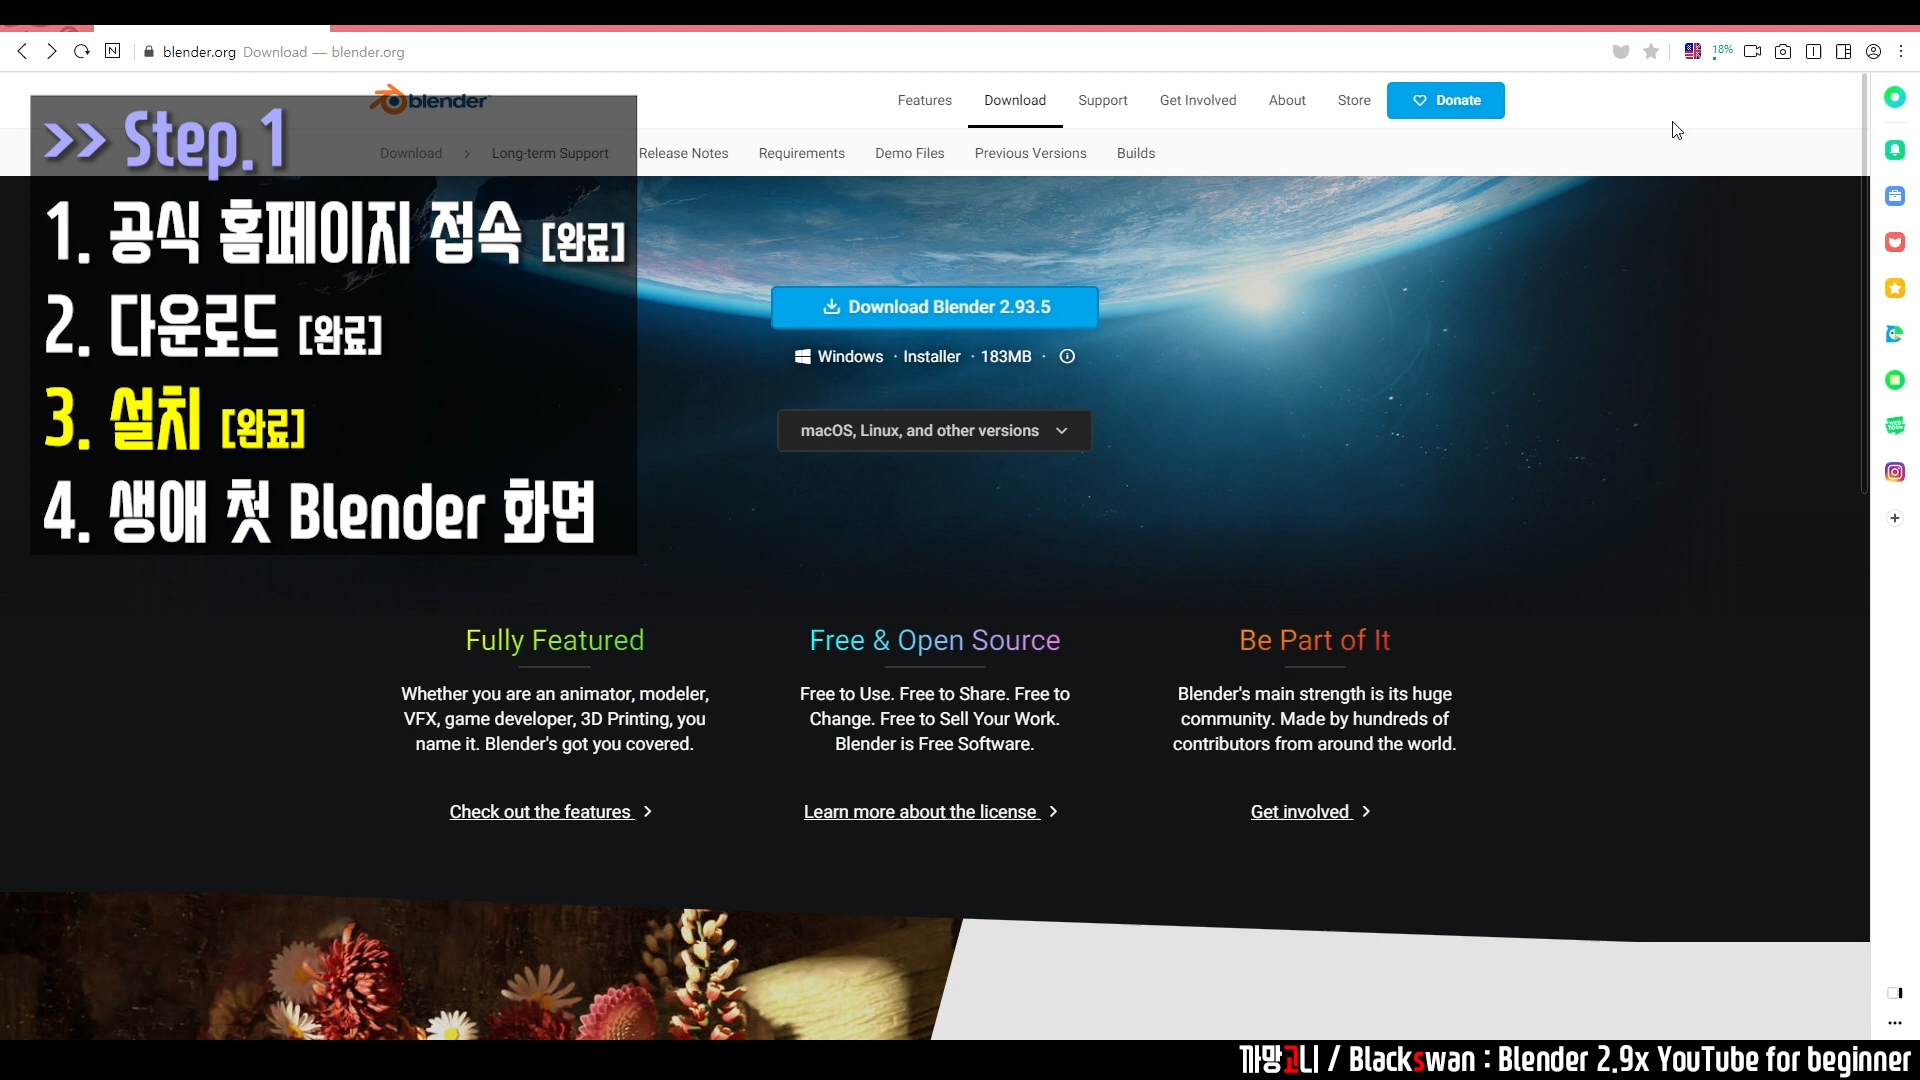 blender.org Download — blender.org
18%
blender
Features Download Support Get Involved About Store Donate
Download Long-term Support Release Notes Requirements Demo Files Previous Versions Builds
>> Step.1
1. 공식 홈페이지 접속 [완료]
2. 다운로드 [완료]
3. 설치 [완료]
4. 생애 첫 Blender 화면
Download Blender 2.93.5
Windows · Installer · 183MB ·
macOS, Linux, and other versions
Fully Featured
Whether you are an animator, modeler,
VFX, game developer, 3D Printing, you
name it. Blender's got you covered.
Check out the features
Free & Open Source
Free to Use. Free to Share. Free to
Change. Free to Sell Your Work.
Blender is Free Software.
Learn more about the license
Be Part of It
Blender's main strength is its huge
community. Made by hundreds of
contributors from around the world.
Get involved
까망고니 / Blackswan : Blender 2.9x YouTube for beginner